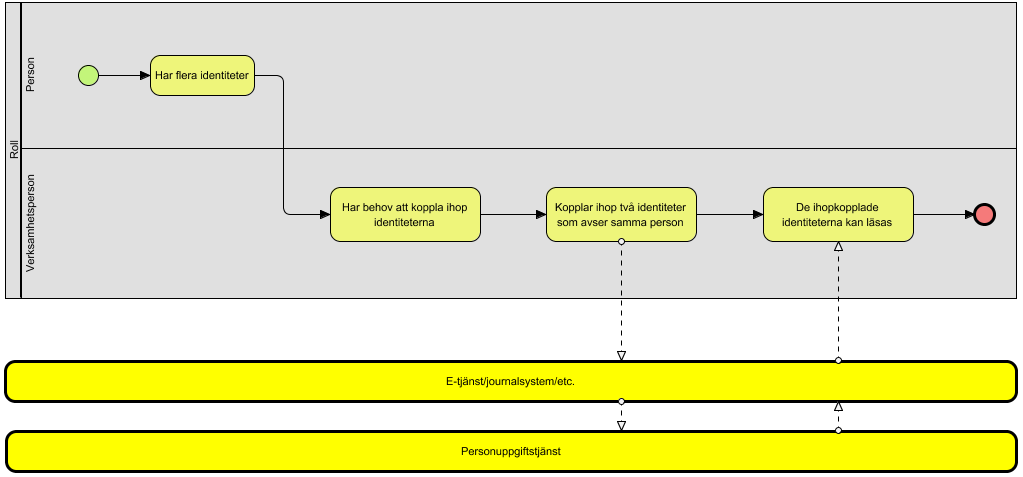 Roll
Person
Har flera identiteter
Verksamhetsperson
Har behov att koppla ihop
identiteterna
Kopplar ihop två identiteter
som avser samma person
De ihopkopplade
identiteterna kan läsas
E-tjänst/journalsystem/etc.
Personuppgiftstjänst